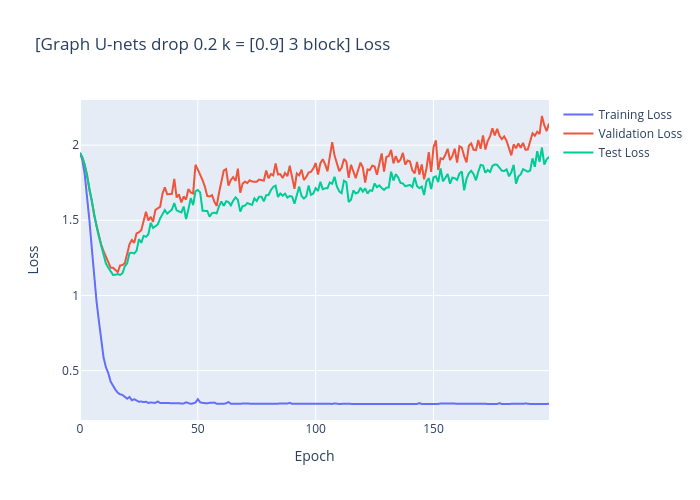 [Graph U-nets drop 0.2 k = [0.9] 3 block] Loss
Training Loss
Validation Loss
Test Loss
Loss
2
1.5
1
0.5
0
50
100
150
Epoch